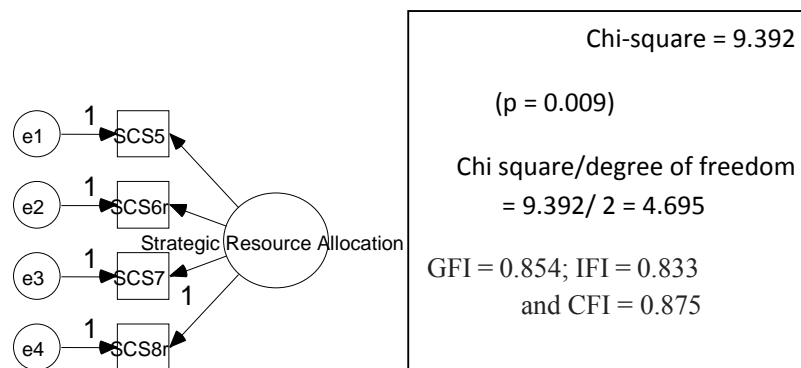 Chi-square = 9.392
(p = 0.009)
Chi square/degree of freedom
= 9.392/ 2 = 4.695
GFI = 0.854; IFI = 0.833
and CFI = 0.875
e1
1
SCS5
e2
1
SCS6r
Strategic Resource Allocation
e3
1
SCS7
1
e4
1
SCS8r